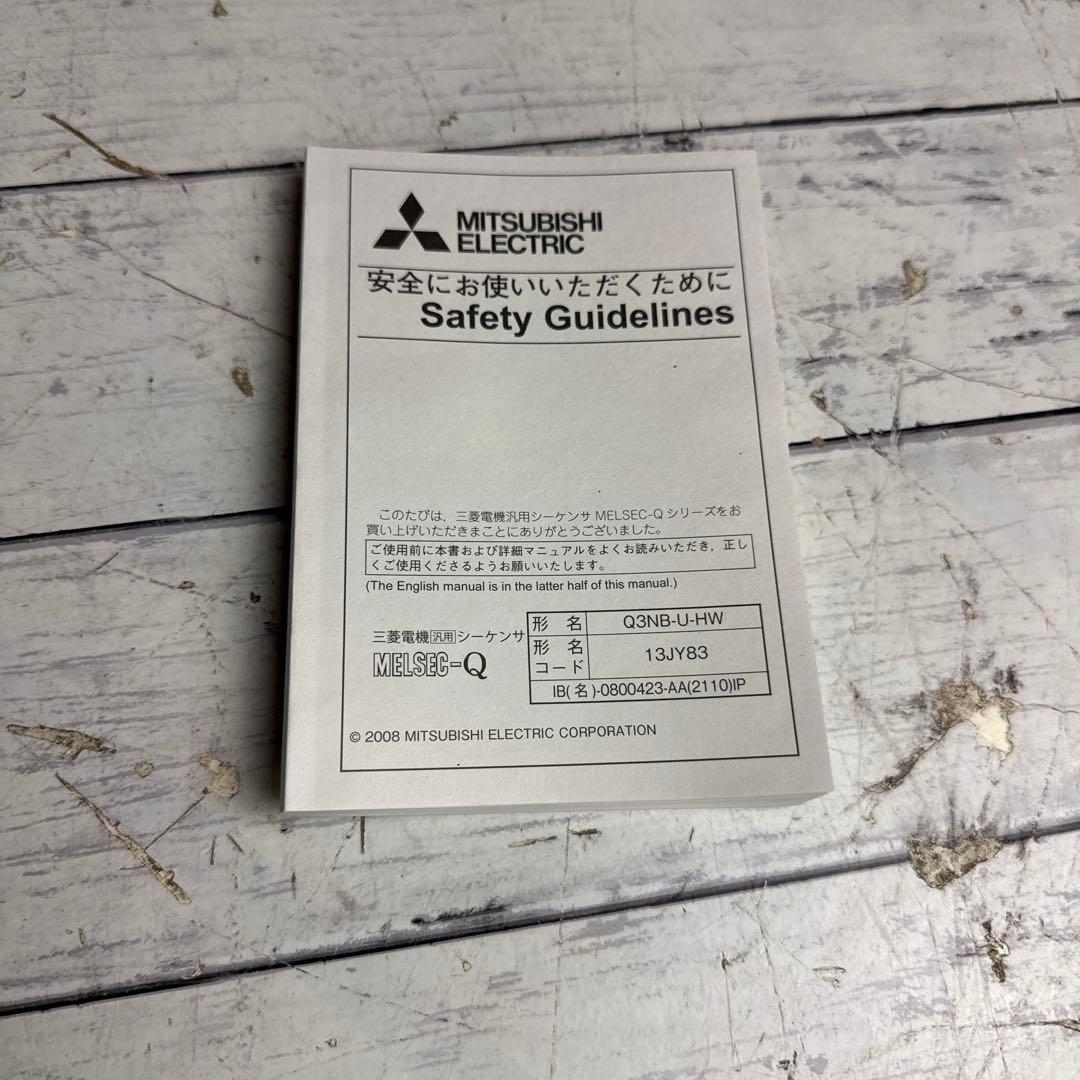 MITSUBISHI
ELECTRIC
安全にお使いいただくために
Safety Guidelines
このたびは，三菱電機汎用シーケンサ MELSEC-Q シリーズをお
買い上げいただきまことにありがとうございました。
ご使用前に本書および詳細マニュアルをよくお読みいただき，正し
くご使用くださるようお願いいたします。
(The English manual is in the latter half of this manual.)
三菱電機 汎用 シーケンサ
MELSEC-Q
形 名 Q3NB-U-HW
形 名
コード 13JY83
IB(名)-0800423-AA(2110)IP
© 2008 MITSUBISHI ELECTRIC CORPORATION